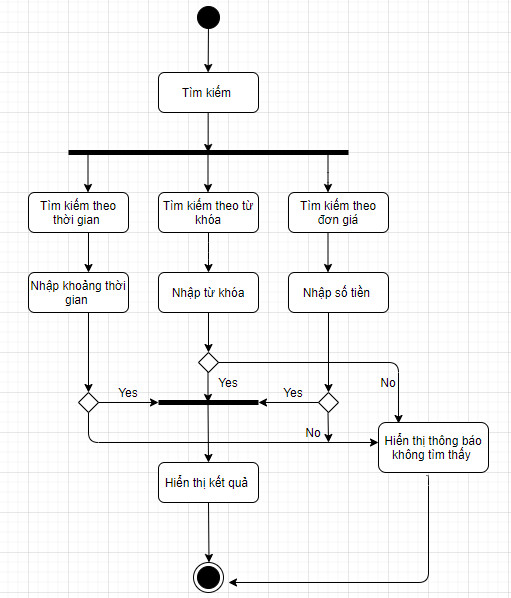 Tìm kiếm
Tìm kiếm theo
thời gian
Tìm kiếm theo từ
khóa
Tìm kiếm theo
đơn giá
Nhập khoảng thời
gian
Nhập từ khóa
Nhập số tiền
Yes
Yes
Yes
No
No
Hiển thị thông báo
không tìm thấy
Hiển thị kết quả